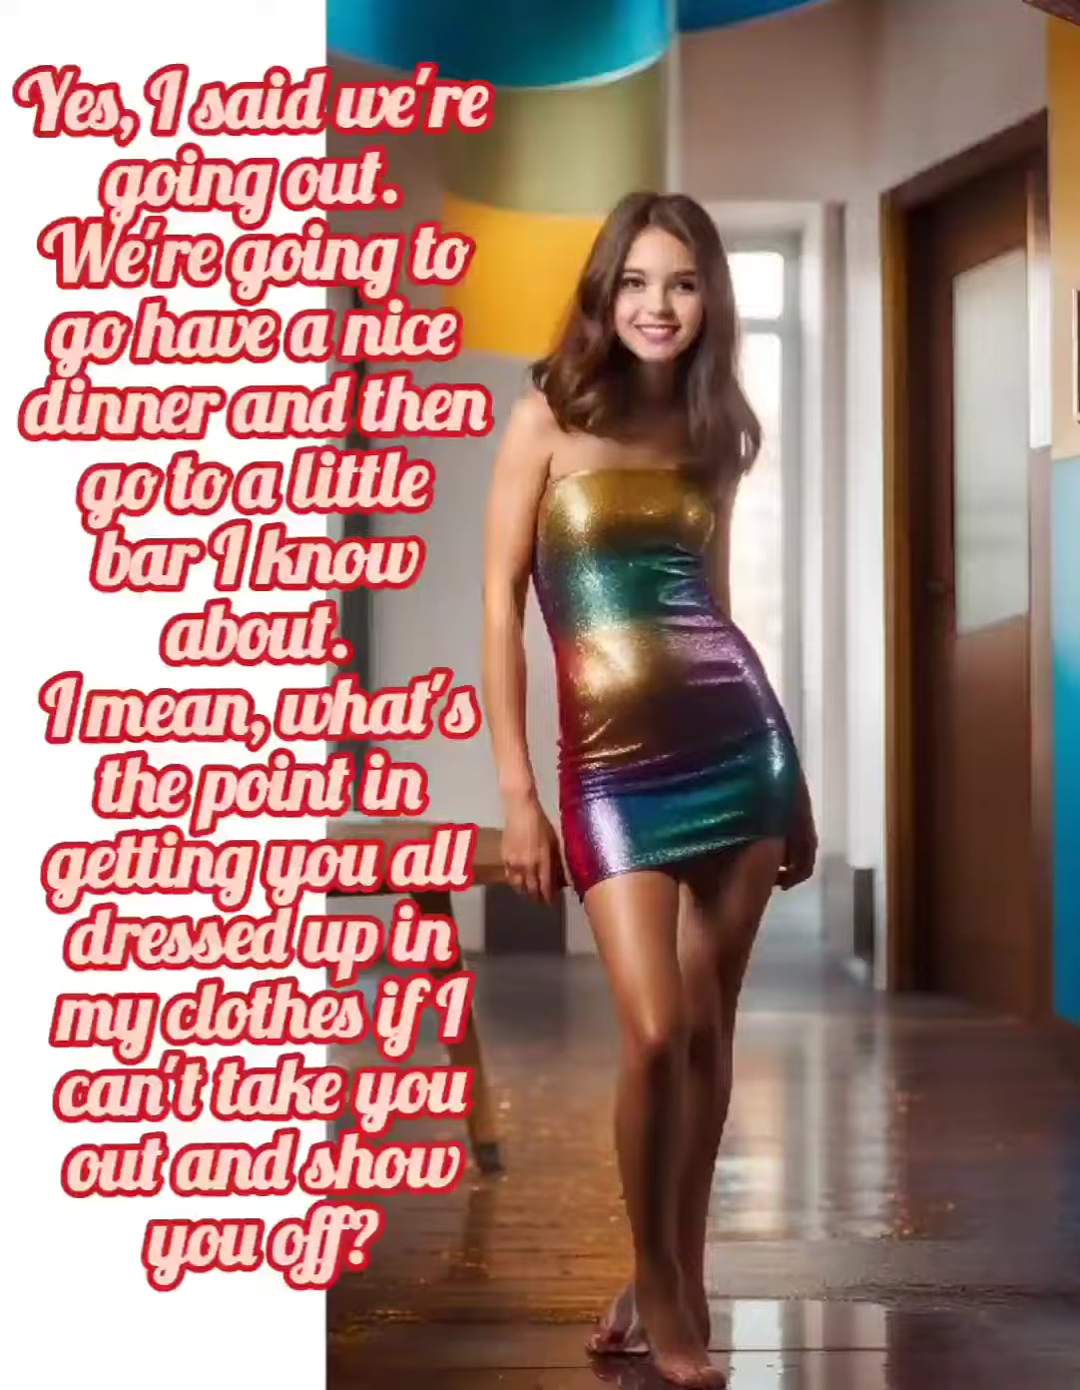 Yes, I said we're
going out.
We're going to
go have a nice
dinner and then
go to a little
bar I know
about.
I mean, what's
the point in
getting you all
dressed up in
my clothes if I
can't take you
out and show
you off?